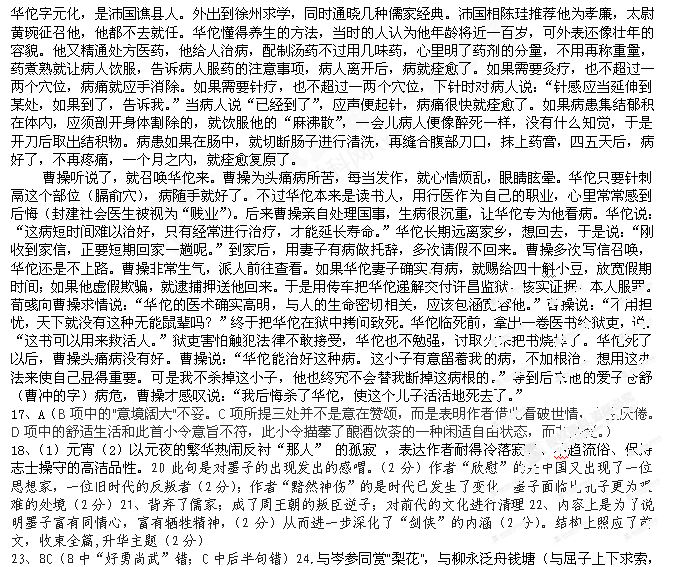 华佗字元化，是沛国谯县人。外出到徐州求学，同时通晓几种儒家经典。沛国相陈珪推荐他为孝廉，太尉
黄琬征召他，他都不去就任。华佗懂得养生的方法，当时的人认为他年龄将近一百岁，可外表还像壮年的
容貌。他又精通处方医药，他给人治病，配制汤药不过用几味药，心里明了药剂的分量，不用再称重量，
药煮熟就让病人饮服，告诉病人服药的注意事项，病人离开后，病就痊愈了。如果需要灸疗，也不超过一
两个穴位，病痛就应手消除。如果需要针疗，也不超过一两个穴位，下针时对病人说：“针感应当延伸到
某处，如果到了，告诉我。”当病人说“已经到了”，应声便起针，病痛很快就痊愈了。如果病患集结郁积
在体内，应须剖开身体割除的，就饮服他的“麻沸散”，一会儿病人便像醉死一样，没有什么知觉，于是
开刀后取出结积物。病患如果在肠中，就切断肠子进行清洗，再缝合腹部刀口，抹上药膏，四五天后，病
好了，不再疼痛，一个月之内，就痊愈复原了。
曹操听说了，就召唤华佗来。曹操为头痛病所苦，每当发作，就心情烦乱，眼睛眩晕。华佗只要针刺
鬲这个部位（膈俞穴），病随手就好了。不过华佗本来是读书人，用行医作为自己的职业，心里常常感到
后悔（封建社会医生被视为“贱业”）。后来曹操亲自处理国事，生病很沉重，让华佗专为他看病。华佗说：
“这病短时间难以治好，只有经常进行治疗，才能延长寿命。”华佗长期远离家乡，想回去，于是说：“刚
收到家信，正要短期回家一趟呢。”到家后，用妻子有病做托辞，多次请假不回来。曹操多次写信召唤，
华佗还是不上路。曹操非常生气，派人前往查看。如果华佗妻子确实有病，就赐给四十斛小豆，放宽假期
时间，如果他虚假欺骗，就逮捕押送他回来。于是用传车把华佗递解交付许昌监狱，核实证据，本人服罪。
荀彧向曹操求情说：“华佗的医术确实高明，与人的生命密切相关，应该包涵宽容他。”曹操说：“不用担
忧，天下就没有这种无能鼠辈吗？”终于把华佗在狱中拷问致死。华佗临死前，拿出一卷医书给狱吏，说：
“这书可以用来救活人。”狱吏害怕触犯法律不敢接受，华佗也不勉强，讨取火来把书烧掉了。华佗死了
以后，曹操头痛病没有好。曹操说：“华佗能治好这种病。这小子有意留着我的病，不加根治，想用这办
法来使自己显得重要。可是我不杀掉这小子，他也终究不会替我断掉这病根的。”等到后来他的爱子仓舒
（曹冲的字）病危，曹操才感叹说：“我后悔杀了华佗，使这个儿子活活地死去了。”
17、A（B 项中的"意境阔大"不妥。C 项所提三处并不是意在赞颂，而是表明作者借此看破世情，厌倦。
D 项中的舒适生活和此首小令意旨不符，此小令描摹了酿酒饮茶的一种闲适自由状态，而
18、（1）元宵（2）以元夜的繁华热闹反衬“那人” 的孤寂 ，表达作者耐得冷落寂 趋流俗、保持
志士操守的高洁品性。20 此句是对墨子的出现发出的感喟。（2 分）作者“欣慰”的是中国又出现了一位
思想家，一位旧时代的反叛者（2 分）；作者“黯然神伤”的是时代已发生了变化，墨子面临比孔子更为艰
难的处境（2 分）21、背弃了儒家；成了周王朝的叛臣逆子；对前代的文化进行清理 22、内容上是为了说
明墨子富有同情心，富有牺牲精神，（2 分）从而进一步深化了“剑侠”的内涵（2 分）。结构上照应了前
文，收束全篇，升华主题（2 分）
23、BC（B 中“好勇尚武”错；C 中后半句错）24,与岑参同赏"梨花"，与柳永泛舟钱塘（与屈子上下求索，